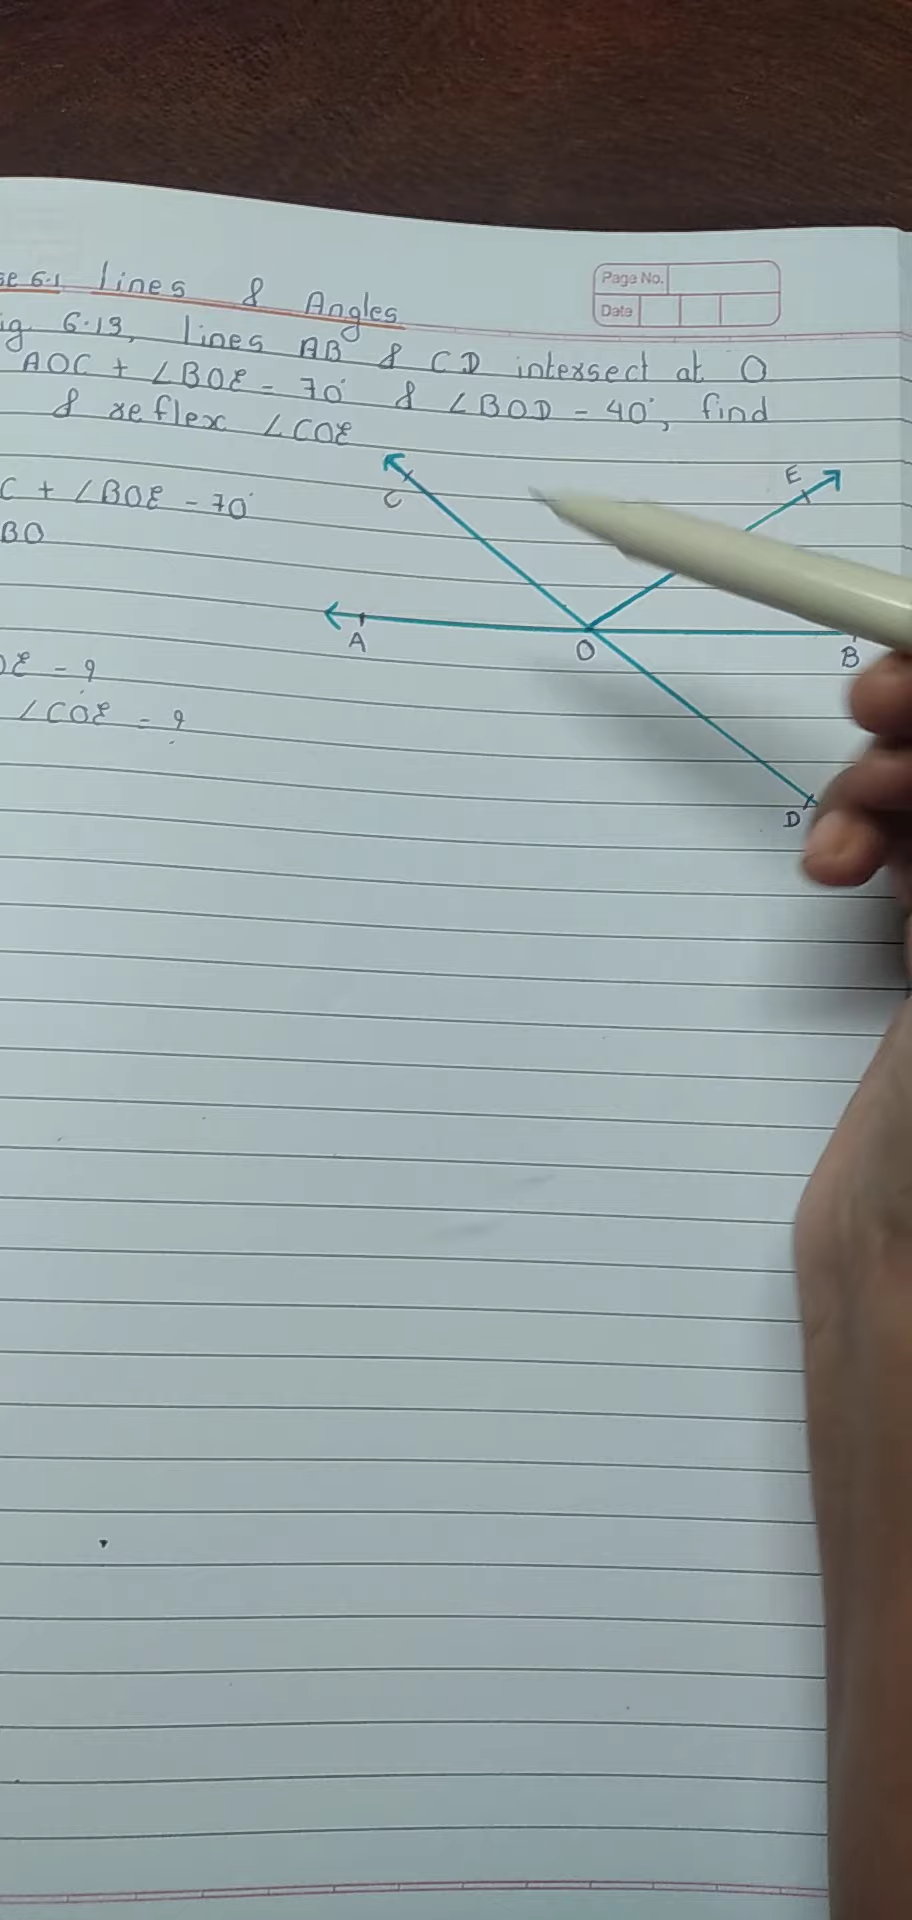 se 6.1 Lines & Angles
Page No.
Date
ig 6.13, lines AB & CD intersect at O
AOC + ∠BOE = 70° & ∠BOD = 40°, find
& reflex ∠COE
C + ∠BOE = 70°
BO
OE = ?
∠COE = ?
C
E
A
O
B
D